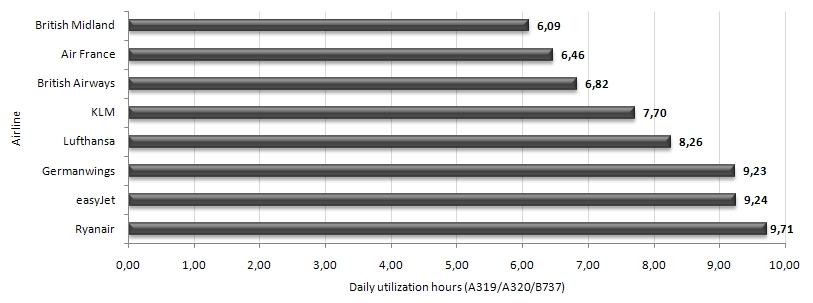 British Midland 6,09
Air France 6,46
British Airways 6,82
KLM 7,70
Lufthansa 8,26
Germanwings 9,23
easyJet 9,24
Ryanair 9,71
Airline
0,00 1,00 2,00 3,00 4,00 5,00 6,00 7,00 8,00 9,00 10,00
Daily utilization hours (A319/A320/B737)